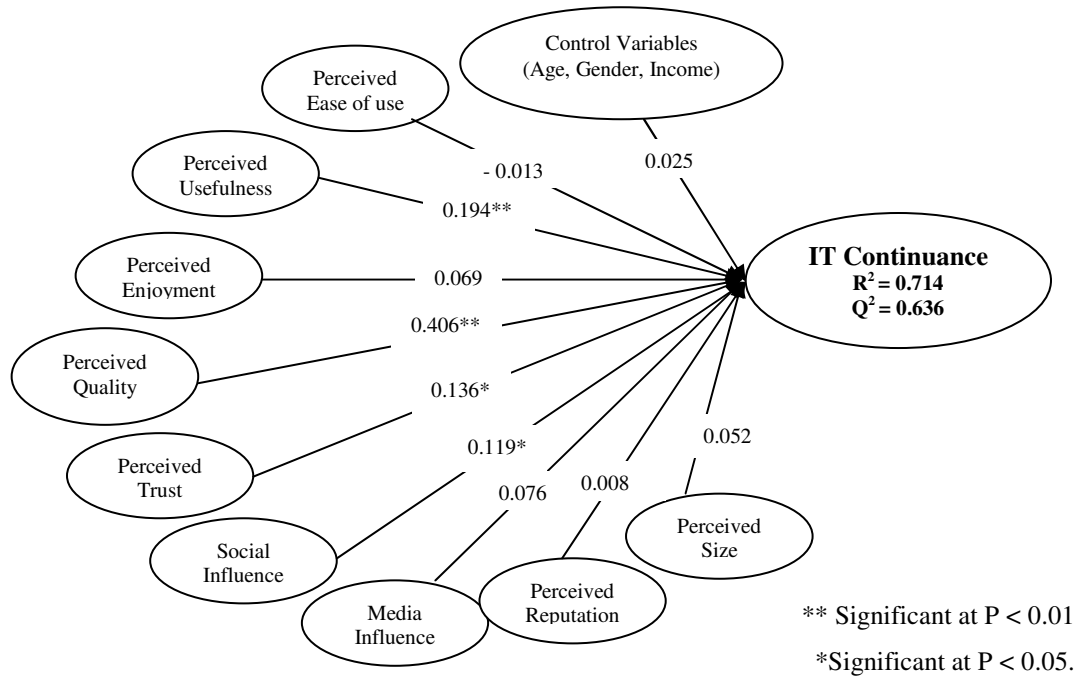 Control Variables
(Age, Gender, Income)
Perceived
Ease of use
0.025
- 0.013
Perceived
Usefulness
0.194**
IT Continuance
R² = 0.714
Q² = 0.636
Perceived
Enjoyment
0.069
0.406**
Perceived
Quality
0.136*
Perceived
Trust
0.119*
0.052
0.076
0.008
Social
Influence
Perceived
Size
Media
Influence
Perceived
Reputation
** Significant at P < 0.01
*Significant at P < 0.05.